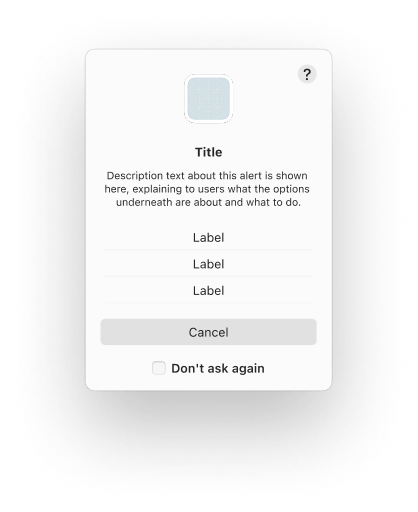 ?
Title
Description text about this alert is shown
here, explaining to users what the options
underneath are about and what to do.
Label
Label
Label
Cancel
Don't ask again